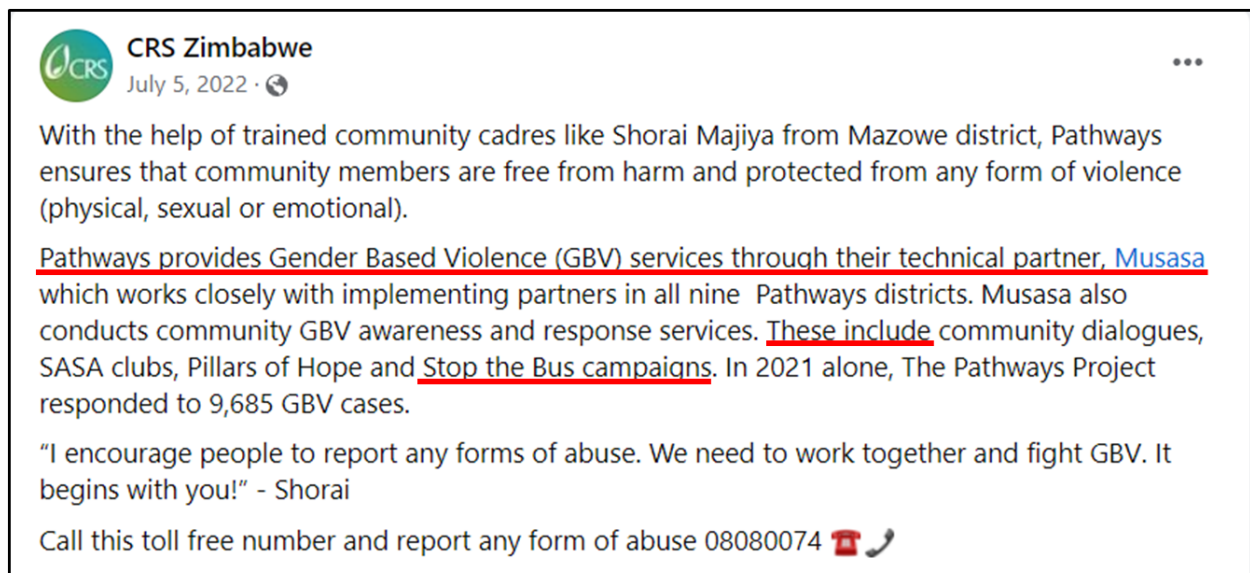 CRS
CRS Zimbabwe
July 5, 2022 ·
With the help of trained community cadres like Shorai Majiya from Mazowe district, Pathways
ensures that community members are free from harm and protected from any form of violence
(physical, sexual or emotional).
Pathways provides Gender Based Violence (GBV) services through their technical partner, Musasa
which works closely with implementing partners in all nine  Pathways districts. Musasa also
conducts community GBV awareness and response services. These include community dialogues,
SASA clubs, Pillars of Hope and Stop the Bus campaigns. In 2021 alone, The Pathways Project
responded to 9,685 GBV cases.
“I encourage people to report any forms of abuse. We need to work together and fight GBV. It
begins with you!” - Shorai
Call this toll free number and report any form of abuse 08080074 ☎️📞